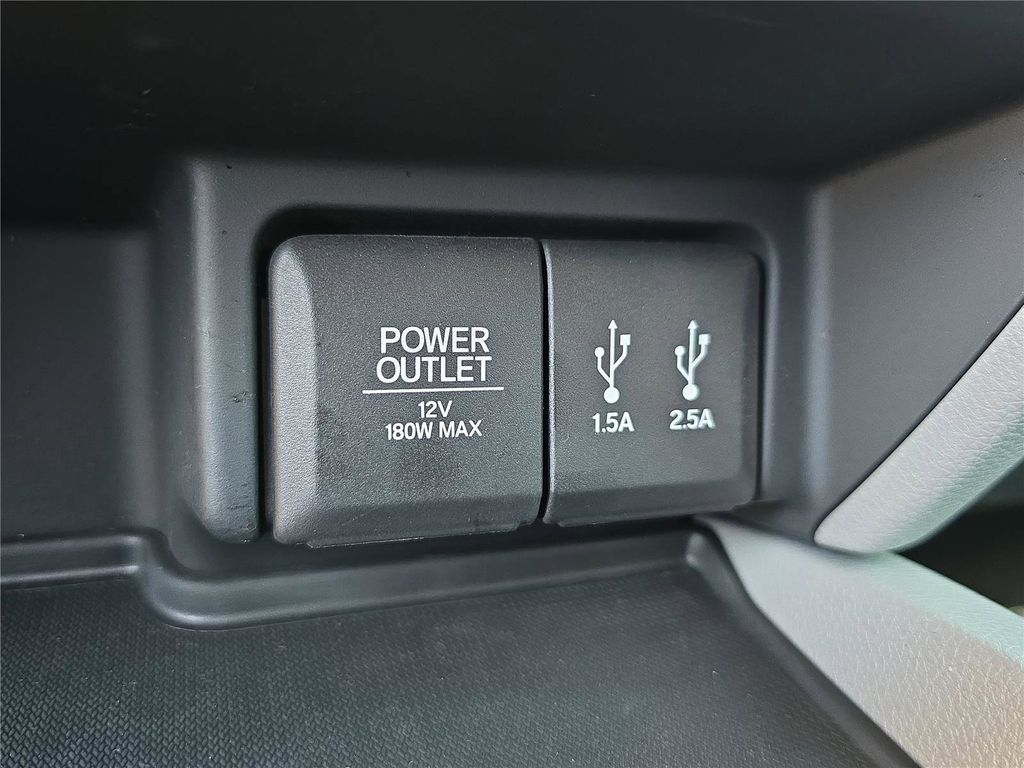 POWER
OUTLET
12V
180W MAX
1.5A
2.5A